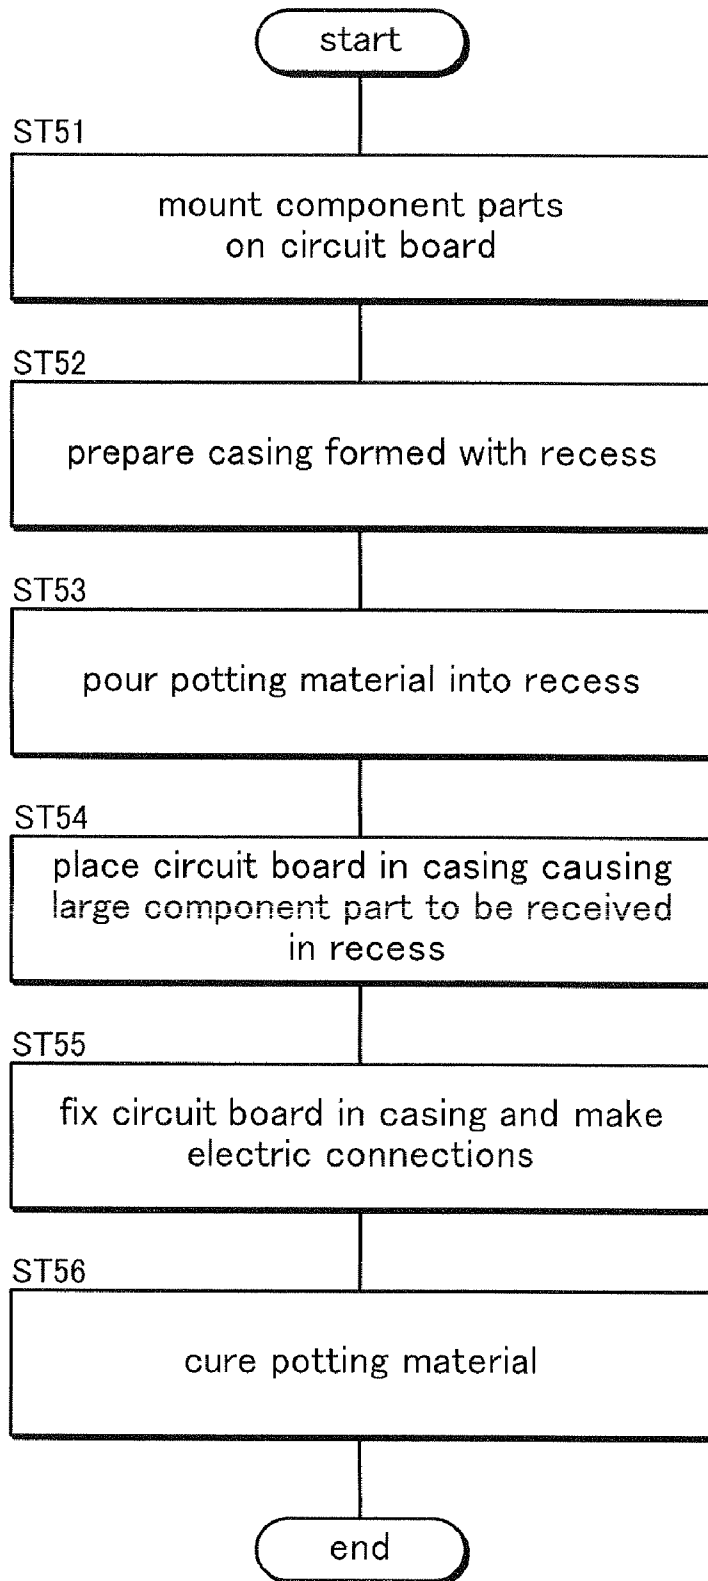 start
ST51
mount component parts
on circuit board
ST52
prepare casing formed with recess
ST53
pour potting material into recess
ST54
place circuit board in casing causing
large component part to be received
in recess
ST55
fix circuit board in casing and make
electric connections
ST56
cure potting material
end